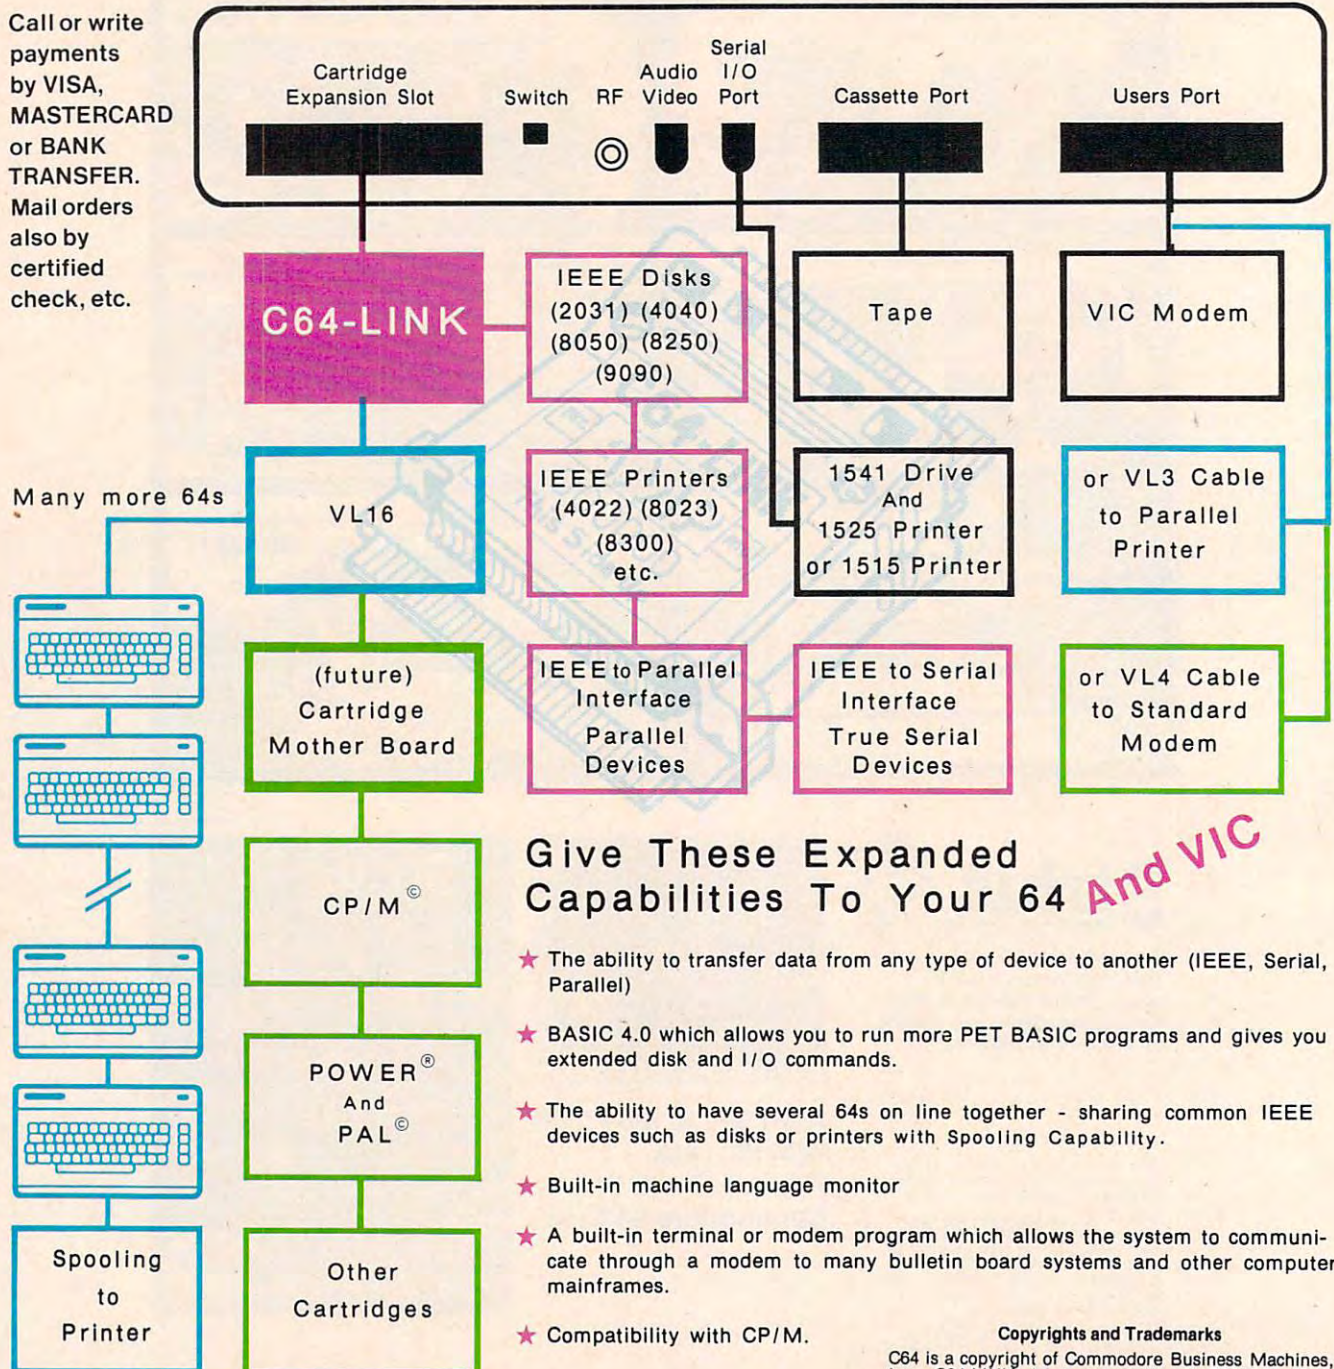 Call or write
payments
by VISA,
MASTERCARD
or BANK
TRANSFER.
Mail orders
also by
certified
check, etc.
Cartridge
Expansion Slot
Switch
RF
Audio
Video
Serial
I/O
Port
Cassette Port
Users Port
C64-LINK
IEEE Disks
(2031) (4040)
(8050) (8250)
(9090)
Tape
VIC Modem
Many more 64s
VL16
IEEE Printers
(4022) (8023)
(8300)
etc.
1541 Drive
And
1525 Printer
or 1515 Printer
or VL3 Cable
to Parallel
Printer
(future)
Cartridge
Mother Board
IEEE to Parallel
Interface
Parallel
Devices
IEEE to Serial
Interface
True Serial
Devices
or VL4 Cable
to Standard
Modem
CP/M©
POWER®
And
PAL©
Other
Cartridges
Spooling
to
Printer
Give These Expanded
Capabilities To Your 64 And VIC
★ The ability to transfer data from any type of device to another (IEEE, Serial,
Parallel)
★ BASIC 4.0 which allows you to run more PET BASIC programs and gives you
extended disk and I/O commands.
★ The ability to have several 64s on line together - sharing common IEEE
devices such as disks or printers with Spooling Capability.
★ Built-in machine language monitor
★ A built-in terminal or modem program which allows the system to communi-
cate through a modem to many bulletin board systems and other computer
mainframes.
★ Compatibility with CP/M.
Copyrights and Trademarks
C64 is a copyright of Commodore Business Machines,